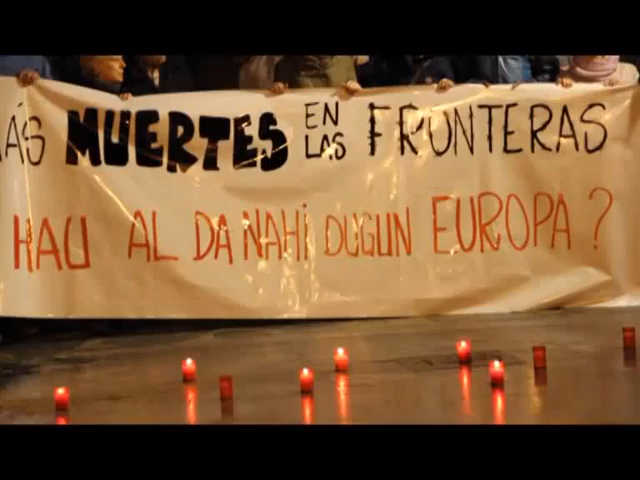 ÁS MUERTES EN LAS FRONTERAS
HAU AL DA NAHI DUGUN EUROPA?